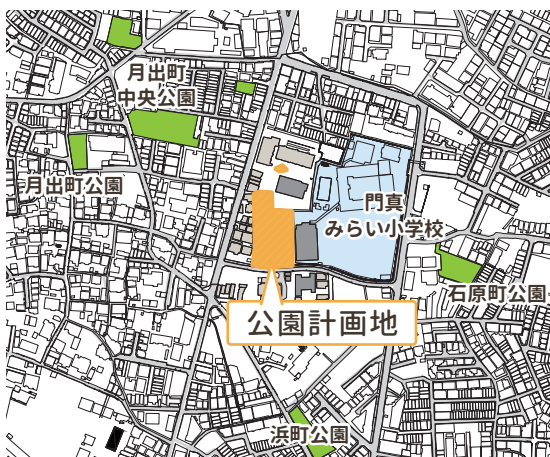 月出町
中央公園
月出町公園
門真
みらい小学校
石原町公園
公園計画地
浜町公園